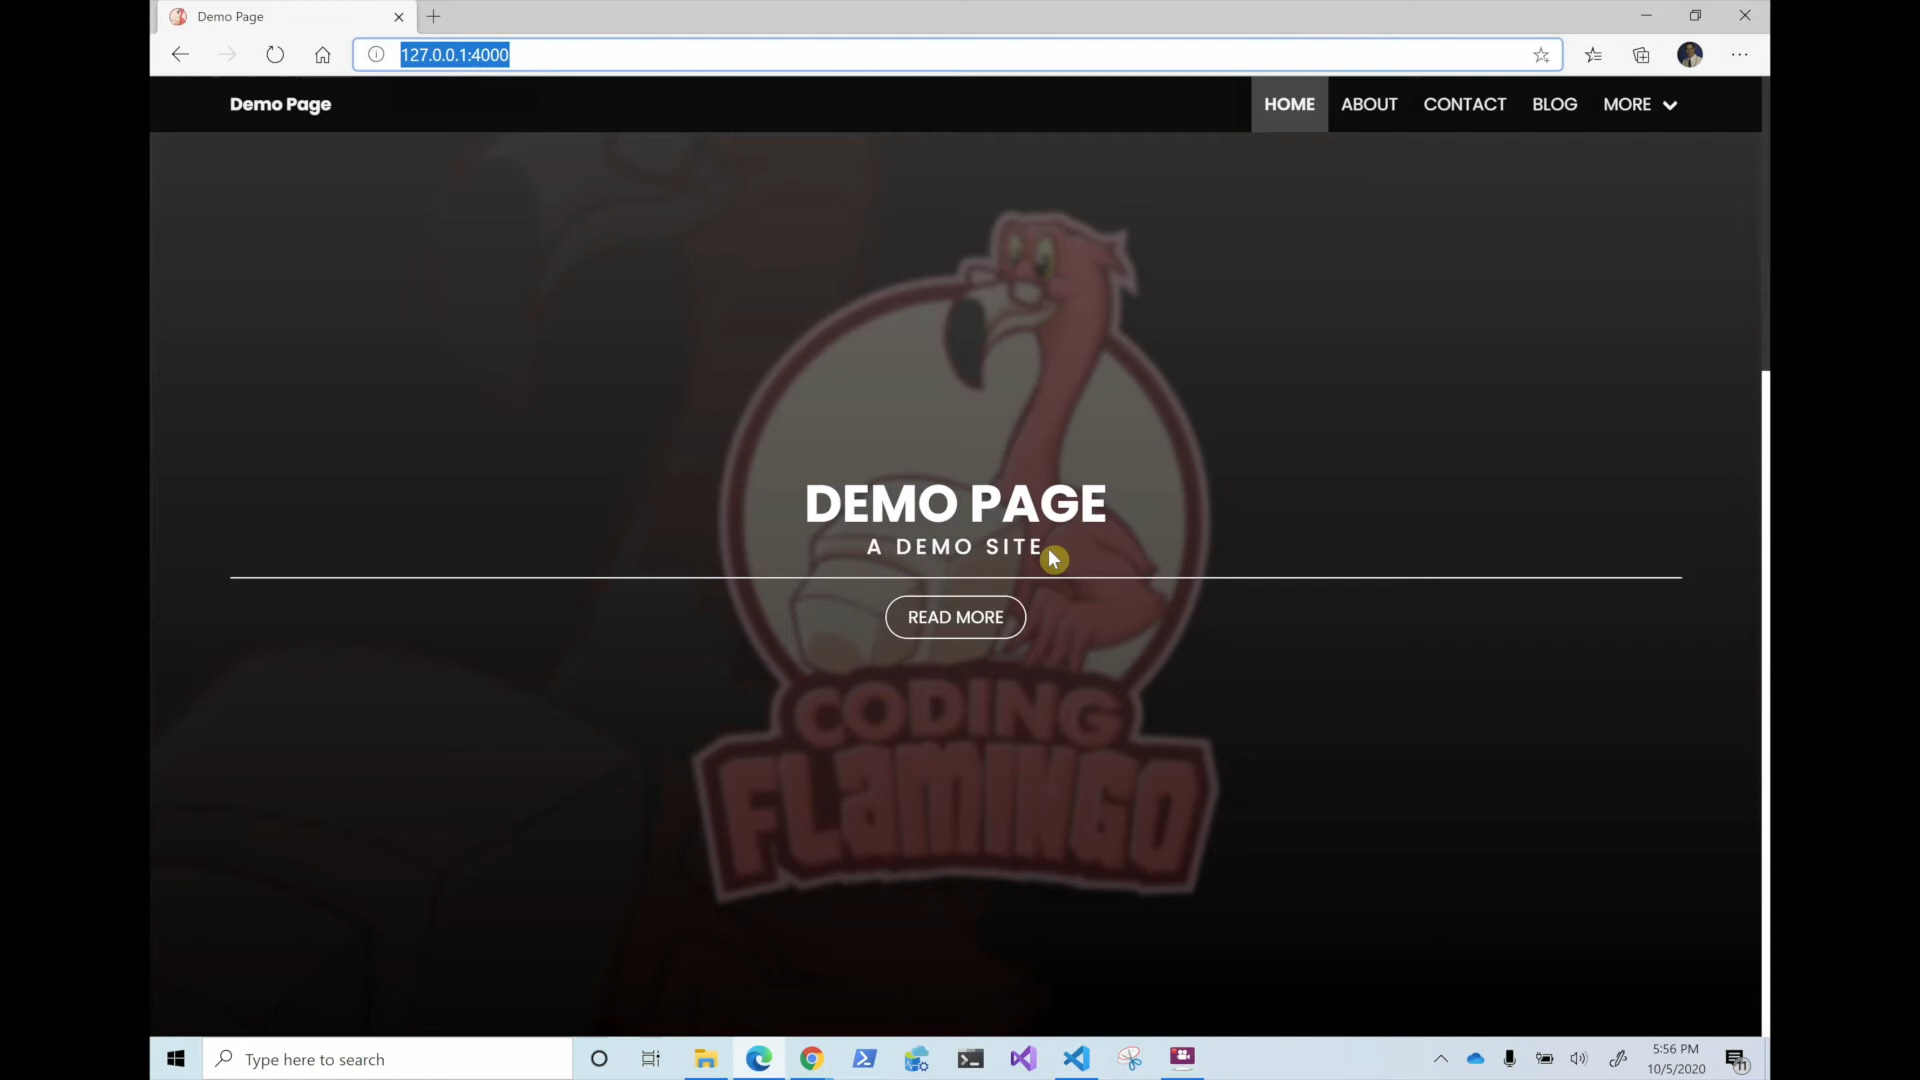 Demo Page
127.0.0.1:4000
Demo Page
HOME ABOUT CONTACT BLOG MORE
DEMO PAGE
A DEMO SITE
READ MORE
CODING
FLaMINGO
Type here to search
5:56 PM
10/5/2020
11